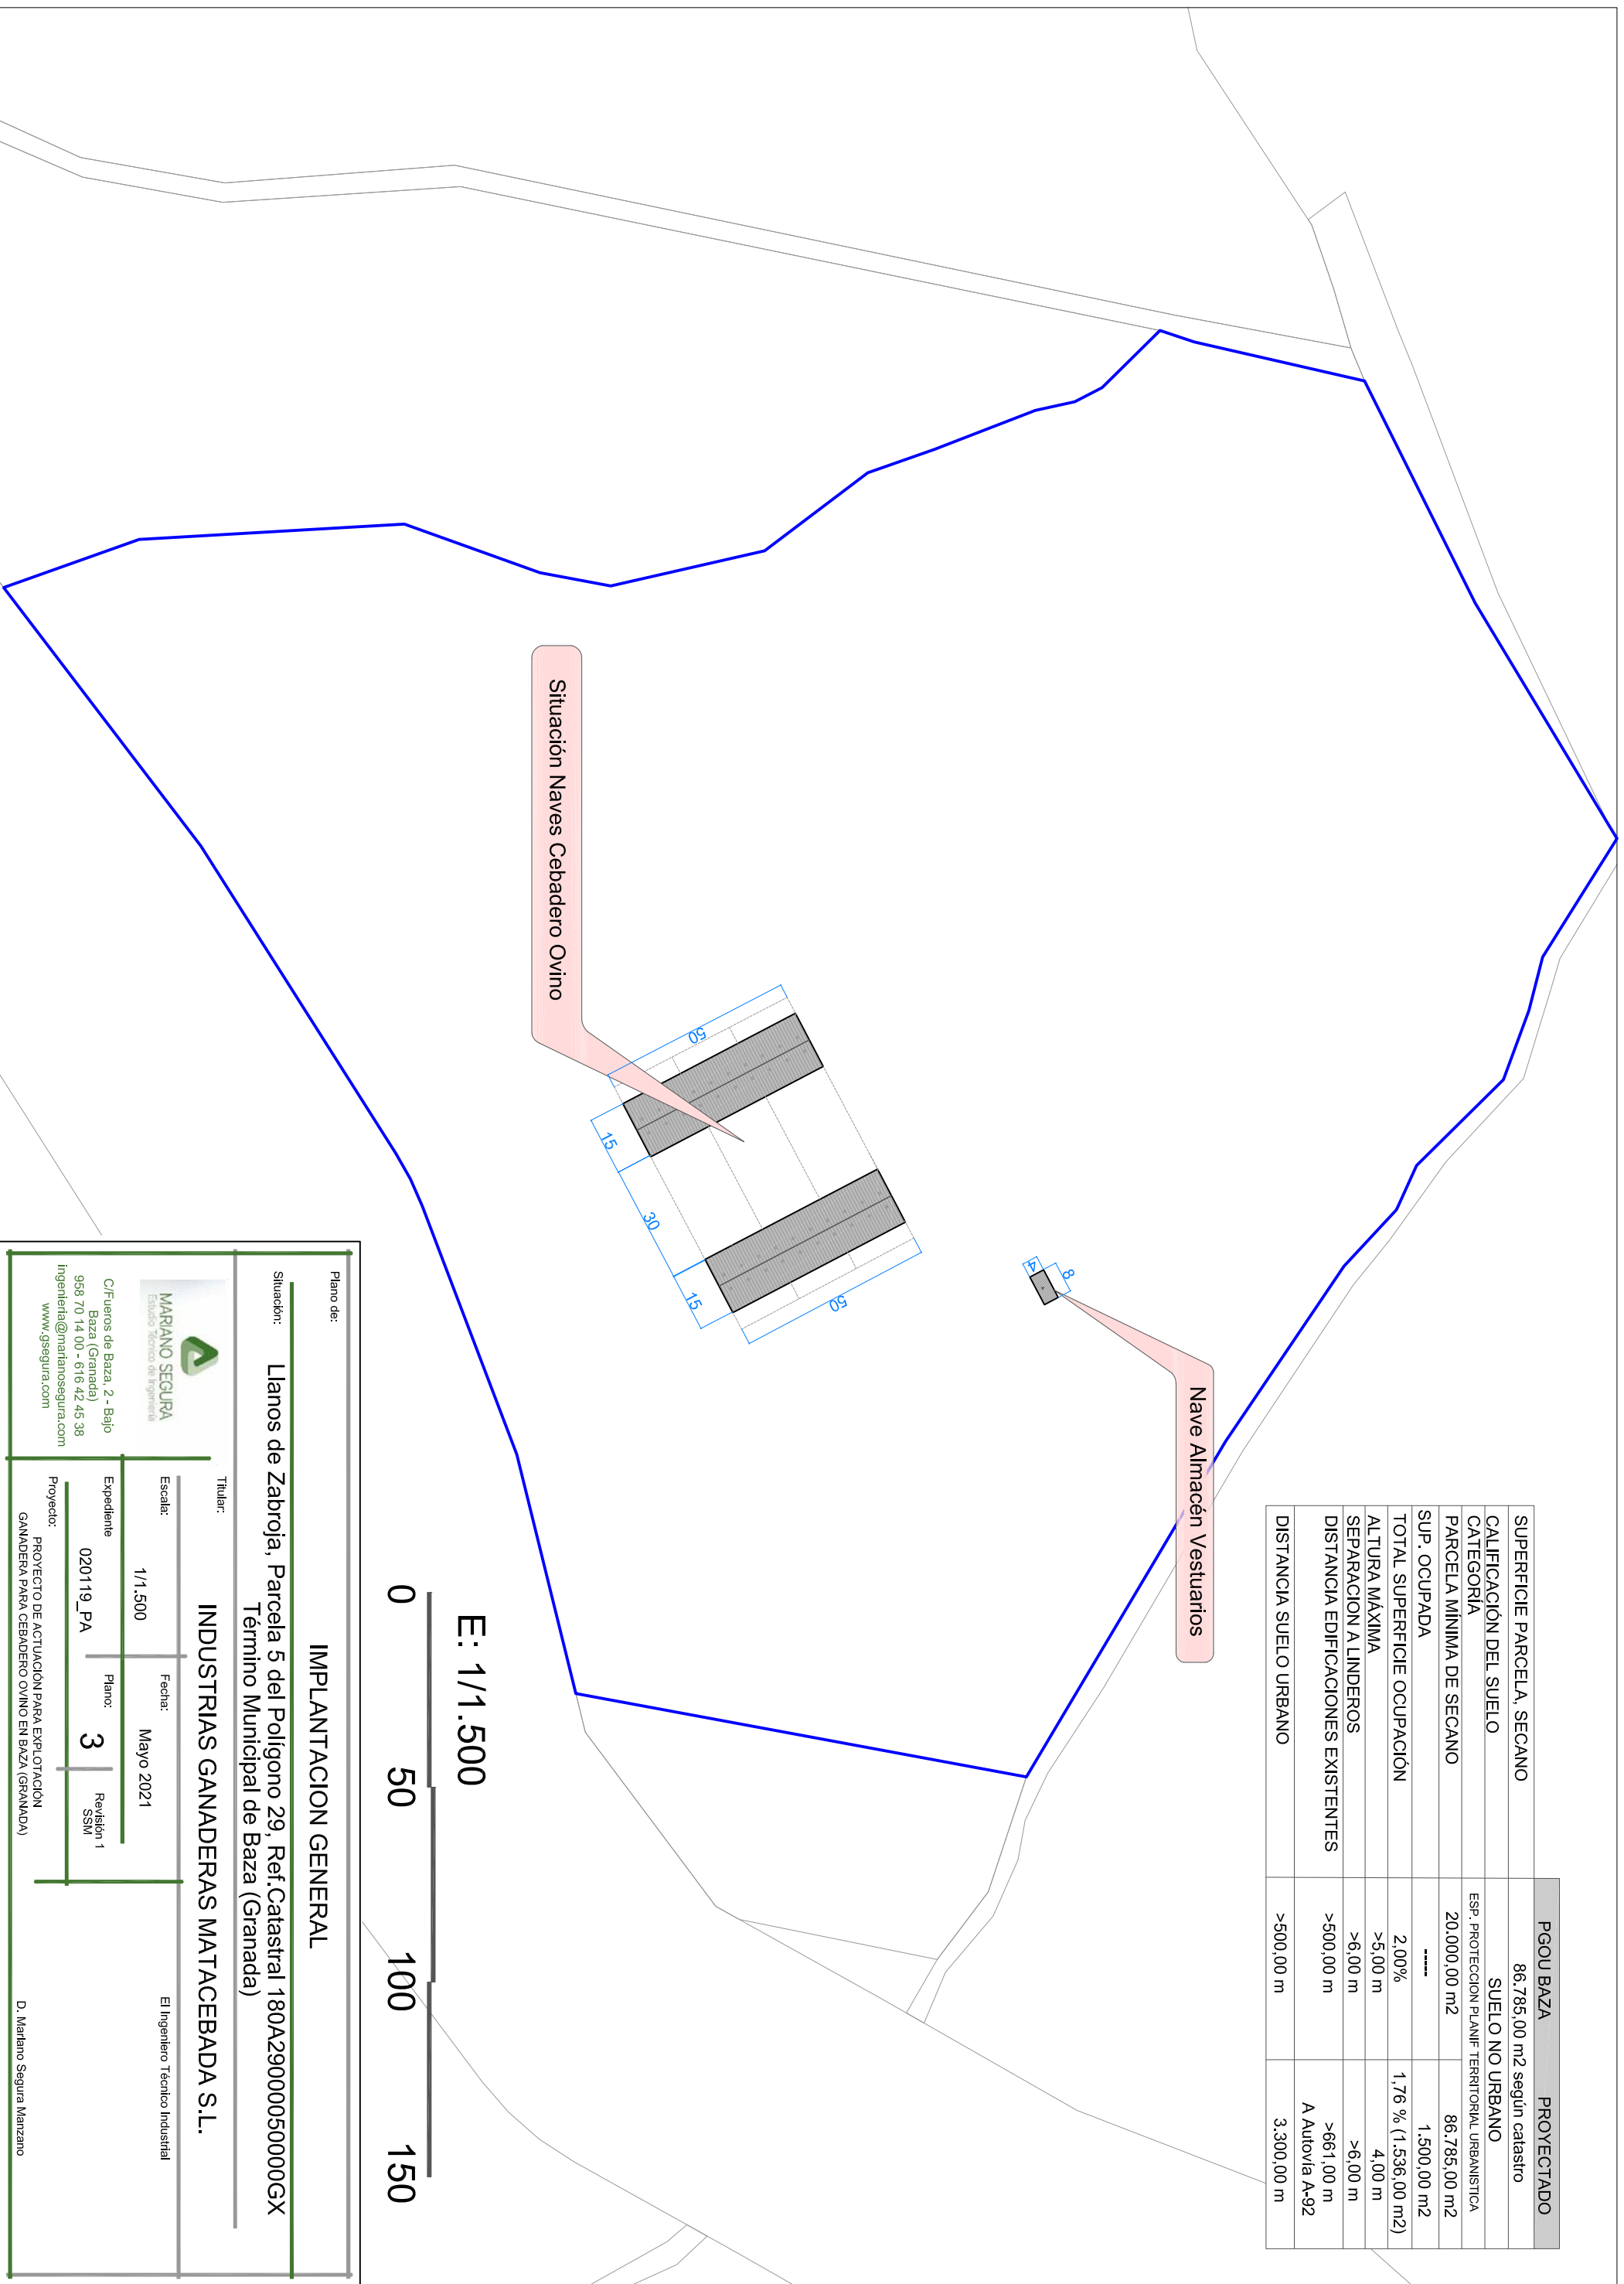 PGOU BAZA PROYECTADO
SUPERFICIE PARCELA, SECANO 86.785,00 m2 según catastro
CALIFICACIÓN DEL SUELO SUELO NO URBANO
CATEGORÍA ESP. PROTECCION PLANIF TERRITORIAL URBANISTICA
PARCELA MÍNIMA DE SECANO 20.000,00 m2 86.785,00 m2
SUP. OCUPADA ----- 1.500,00 m2
TOTAL SUPERFICIE OCUPACIÓN 2,00% 1,76 % (1.536,00 m2)
ALTURA MÁXIMA >5,00 m 4,00 m
SEPARACION A LINDEROS >6,00 m >6,00 m
DISTANCIA EDIFICACIONES EXISTENTES >500,00 m >661,00 m
A Autovía A-92
DISTANCIA SUELO URBANO >500,00 m 3.300,00 m
Nave Almacén Vestuarios
8
4
50
50
15
30
15
Situación Naves Cebadero Ovino
E: 1/1.500
0 50 100 150
Plano de:
IMPLANTACION GENERAL
Situación:
Llanos de Zabroja, Parcela 5 del Polígono 29, Ref.Catastral 180A29000050000GX
Término Municipal de Baza (Granada)
Titular:
INDUSTRIAS GANADERAS MATACEBADA S.L.
MARIANO SEGURA
Estudio Técnico de Ingeniería
C/Fueros de Baza, 2 - Bajo
Baza (Granada)
958 70 14 00 - 616 42 45 38
ingenieria@marianosegura.com
www.gsegura.com
Escala:
1/1.500
Fecha:
Mayo 2021
Expediente
020119_PA
Plano:
3
Revisión 1
SSM
Proyecto:
PROYECTO DE ACTUACIÓN PARA EXPLOTACIÓN
GANADERA PARA CEBADERO OVINO EN BAZA (GRANADA)
El Ingeniero Técnico Industrial
D. Mariano Segura Manzano